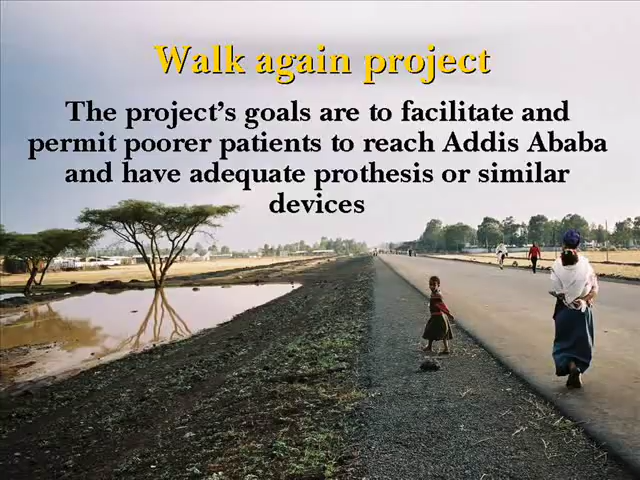 Walk again project
The project's goals are to facilitate and
permit poorer patients to reach Addis Ababa
and have adequate prothesis or similar
devices